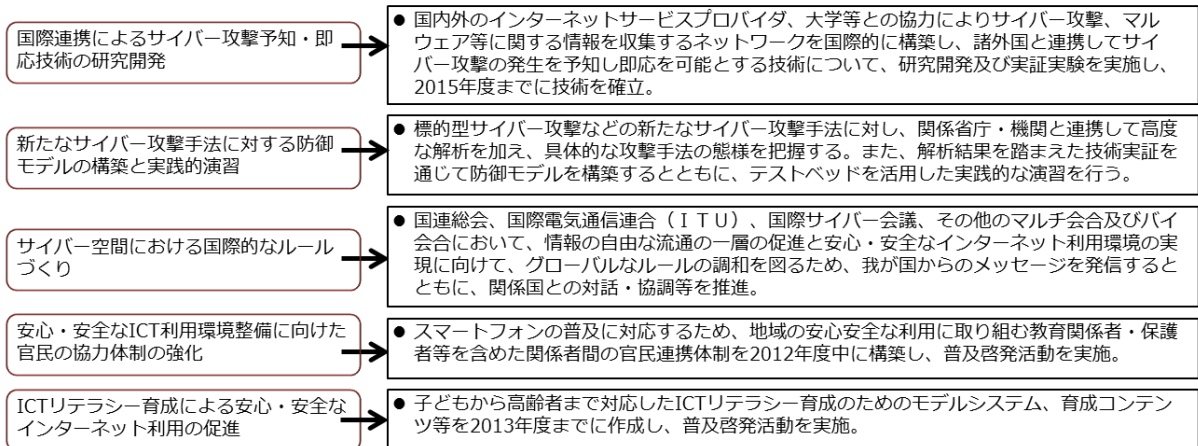 国際連携によるサイバー攻撃予知・即
応技術の研究開発
● 国内外のインターネットサービスプロバイダ、大学等との協力によりサイバー攻撃、マル
ウェア等に関する情報を収集するネットワークを国際的に構築し、諸外国と連携してサイ
バー攻撃の発生を予知し即応を可能とする技術について、研究開発及び実証実験を実施し、
2015年度までに技術を確立。
新たなサイバー攻撃手法に対する防御
モデルの構築と実践的演習
● 標的型サイバー攻撃などの新たなサイバー攻撃手法に対し、関係省庁・機関と連携して高度
な解析を加え、具体的な攻撃手法の態様を把握する。また、解析結果を踏まえた技術実証を
通じて防御モデルを構築するとともに、テストベッドを活用した実践的な演習を行う。
サイバー空間における国際的なルール
づくり
● 国連総会、国際電気通信連合（ＩＴＵ）、国際サイバー会議、その他のマルチ会合及びバイ
会合において、情報の自由な流通の一層の促進と安心・安全なインターネット利用環境の実
現に向けて、グローバルなルールの調和を図るため、我が国からのメッセージを発信すると
ともに、関係国との対話・協調等を推進。
安心・安全なICT利用環境整備に向けた
官民の協力体制の強化
● スマートフォンの普及に対応するため、地域の安心安全な利用に取り組む教育関係者・保護
者等を含めた関係者間の官民連携体制を2012年度中に構築し、普及啓発活動を実施。
ICTリテラシー育成による安心・安全な
インターネット利用の促進
● 子どもから高齢者まで対応したICTリテラシー育成のためのモデルシステム、育成コンテン
ツ等を2013年度までに作成し、普及啓発活動を実施。